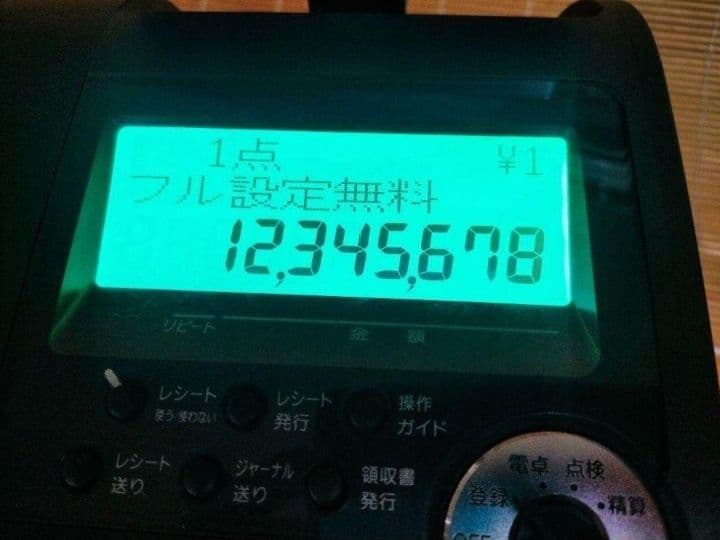 1点 ¥1
フル設定無料
12,345,678
リピート 金 額
レシート 使う/使わない
レシート 発行
操作 ガイド
レシート 送り
ジャーナル 送り
領収書 発行
OFF 登録 電卓 点検 精算